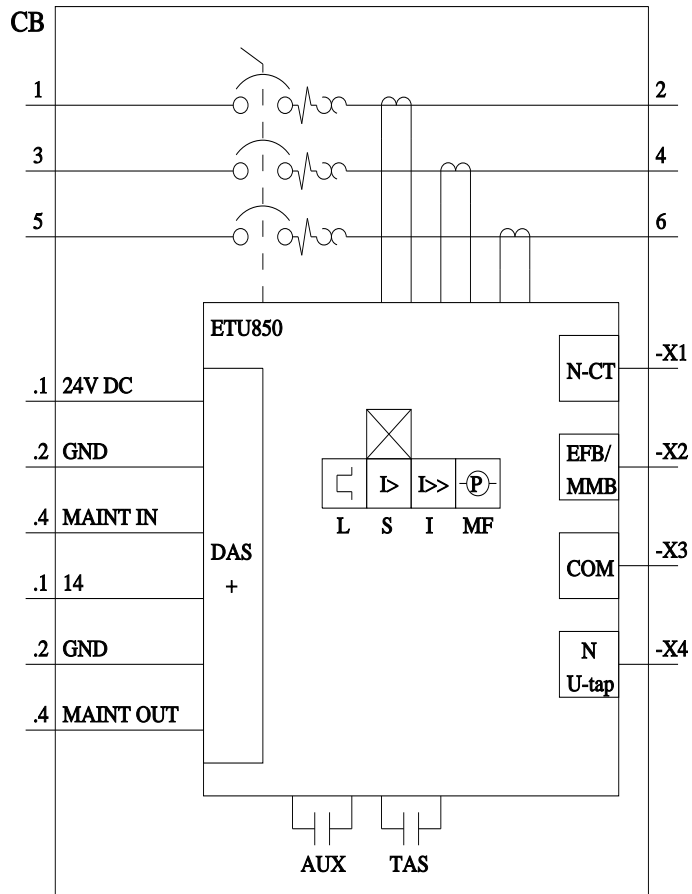 CB
1
2
3
4
5
6
ETU850
N-CT
-X1
.1 24V DC
EFB/
MMB
-X2
.2 GND
I> I>> P
L S I MF
.4 MAINT IN
DAS
+
COM
-X3
.1 14
N
U-tap
-X4
.2 GND
.4 MAINT OUT
AUX TAS